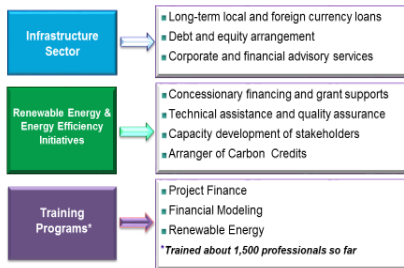 Infrastructure
Sector
Long-term local and foreign currency loans
Debt and equity arrangement
Corporate and financial advisory services
Renewable Energy &
Energy Efficiency
Initiatives
Concessionary financing and grant supports
Technical assistance and quality assurance
Capacity development of stakeholders
Arranger of Carbon Credits
Training
Programs*
Project Finance
Financial Modeling
Renewable Energy
*Trained about 1,500 professionals so far